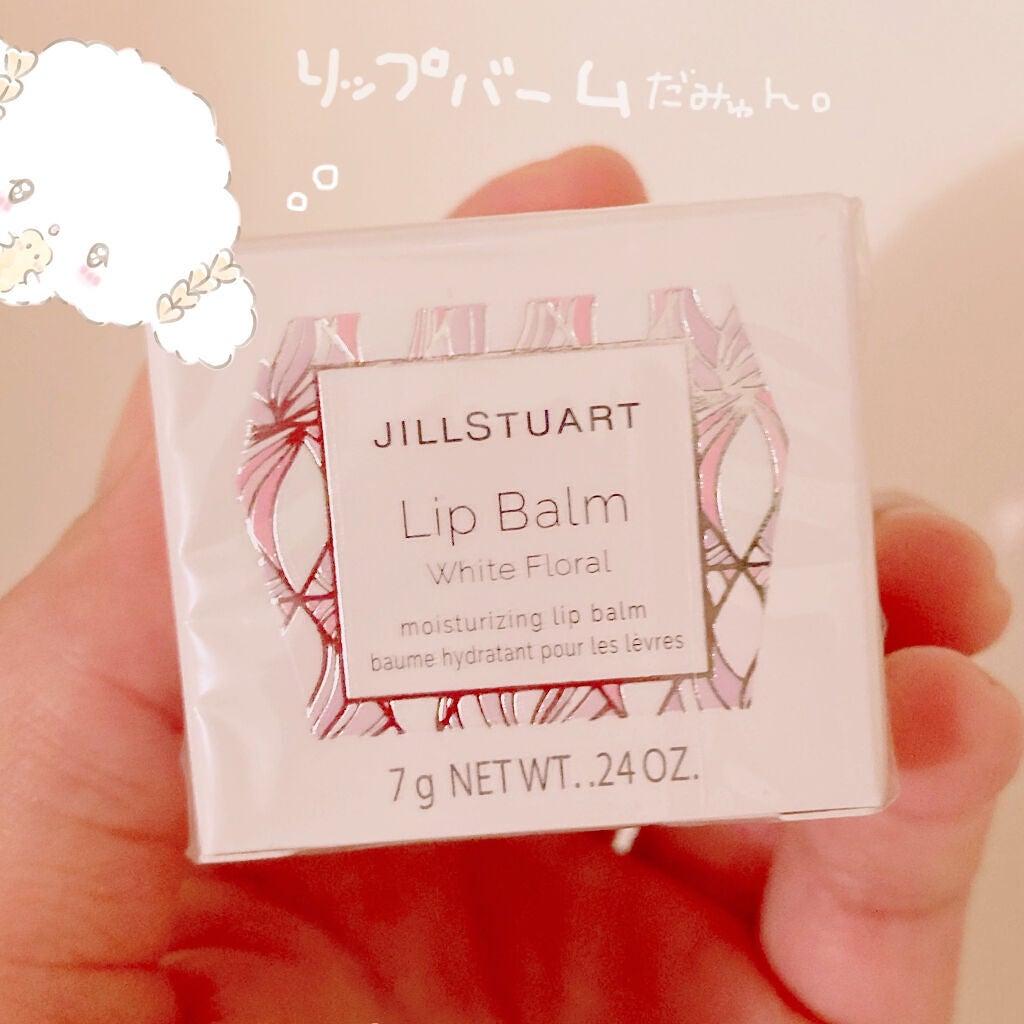 リップバームだみゅん。
JILLSTUART
Lip Balm
White Floral
moisturizing lip balm
baume hydratant pour les lèvres
7g NET WT. .24 OZ.